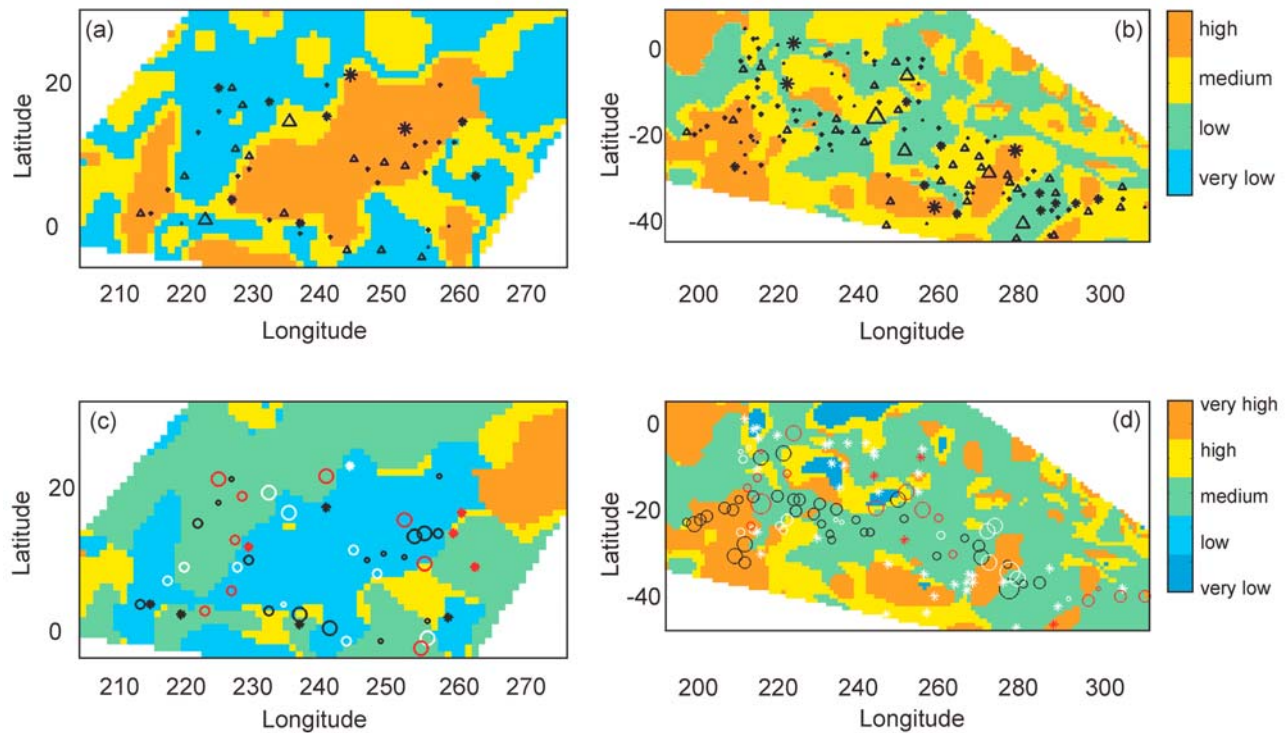 (a)
20
0
Latitude
210 220 230 240 250 260 270
Longitude
(b)
0
-20
-40
Latitude
200 220 240 260 280 300
Longitude
high
medium
low
very low
(c)
20
0
Latitude
210 220 230 240 250 260 270
Longitude
(d)
0
-20
-40
Latitude
200 220 240 260 280 300
Longitude
very high
high
medium
low
very low